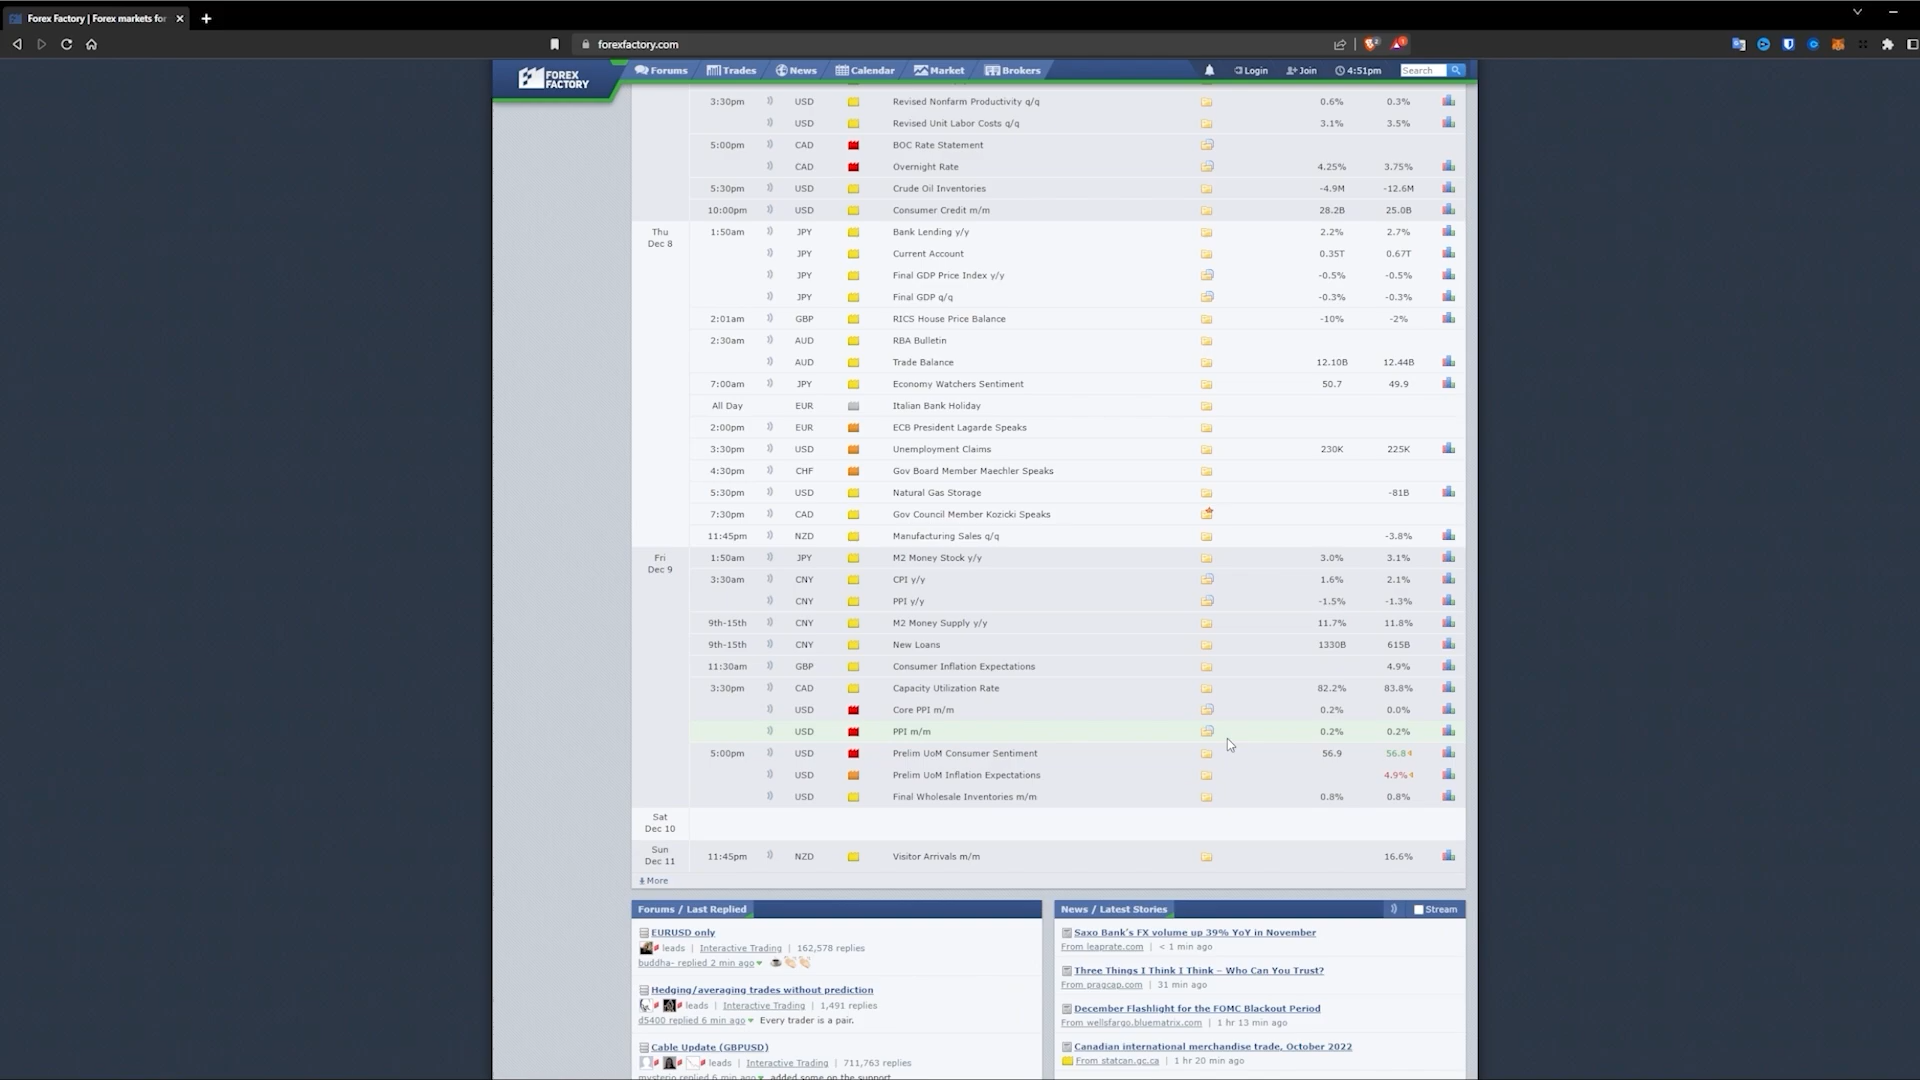 Forex Factory | Forex markets for
forexfactory.com
FOREX FACTORY
Forums Trades News Calendar Market Brokers Login Join 4:51pm Search
3:30pm USD Revised Nonfarm Productivity q/q 0.6% 0.3%
USD Revised Unit Labor Costs q/q 3.1% 3.5%
5:00pm CAD BOC Rate Statement
CAD Overnight Rate 4.25% 3.75%
5:30pm USD Crude Oil Inventories -4.9M -12.6M
10:00pm USD Consumer Credit m/m 28.2B 25.0B
Thu Dec 8 1:50am JPY Bank Lending y/y 2.2% 2.7%
JPY Current Account 0.35T 0.67T
JPY Final GDP Price Index y/y -0.5% -0.5%
JPY Final GDP q/q -0.3% -0.3%
2:01am GBP RICS House Price Balance -10% -2%
2:30am AUD RBA Bulletin
AUD Trade Balance 12.10B 12.44B
7:00am JPY Economy Watchers Sentiment 50.7 49.9
All Day EUR Italian Bank Holiday
2:00pm EUR ECB President Lagarde Speaks
3:30pm USD Unemployment Claims 230K 225K
4:30pm CHF Gov Board Member Maechler Speaks
5:30pm USD Natural Gas Storage -81B
7:30pm CAD Gov Council Member Kozicki Speaks
11:45pm NZD Manufacturing Sales q/q -3.8%
Fri Dec 9 1:50am JPY M2 Money Stock y/y 3.0% 3.1%
3:30am CNY CPI y/y 1.6% 2.1%
CNY PPI y/y -1.5% -1.3%
9th-15th CNY M2 Money Supply y/y 11.7% 11.8%
9th-15th CNY New Loans 1330B 615B
11:30am GBP Consumer Inflation Expectations 4.9%
3:30pm CAD Capacity Utilization Rate 82.2% 83.8%
USD Core PPI m/m 0.2% 0.0%
USD PPI m/m 0.2% 0.2%
5:00pm USD Prelim UoM Consumer Sentiment 56.9 56.8
USD Prelim UoM Inflation Expectations 4.9%
USD Final Wholesale Inventories m/m 0.8% 0.8%
Sat Dec 10
Sun Dec 11 11:45pm NZD Visitor Arrivals m/m 16.6%
More
Forums / Last Replied
EURUSD only
leads | Interactive Trading | 162,578 replies
buddha- replied 2 min ago
Hedging/averaging trades without prediction
leads | Interactive Trading | 1,491 replies
d5400 replied 6 min ago Every trader is a pair.
Cable Update (GBPUSD)
leads | Interactive Trading | 711,763 replies
mysterio replied 6 min ago added some on the support
News / Latest Stories Stream
Saxo Bank's FX volume up 39% YoY in November
From leaprate.com | < 1 min ago
Three Things I Think I Think – Who Can You Trust?
From pragcap.com | 31 min ago
December Flashlight for the FOMC Blackout Period
From wellsfargo.bluematrix.com | 1 hr 13 min ago
Canadian international merchandise trade, October 2022
From statcan.gc.ca | 1 hr 20 min ago